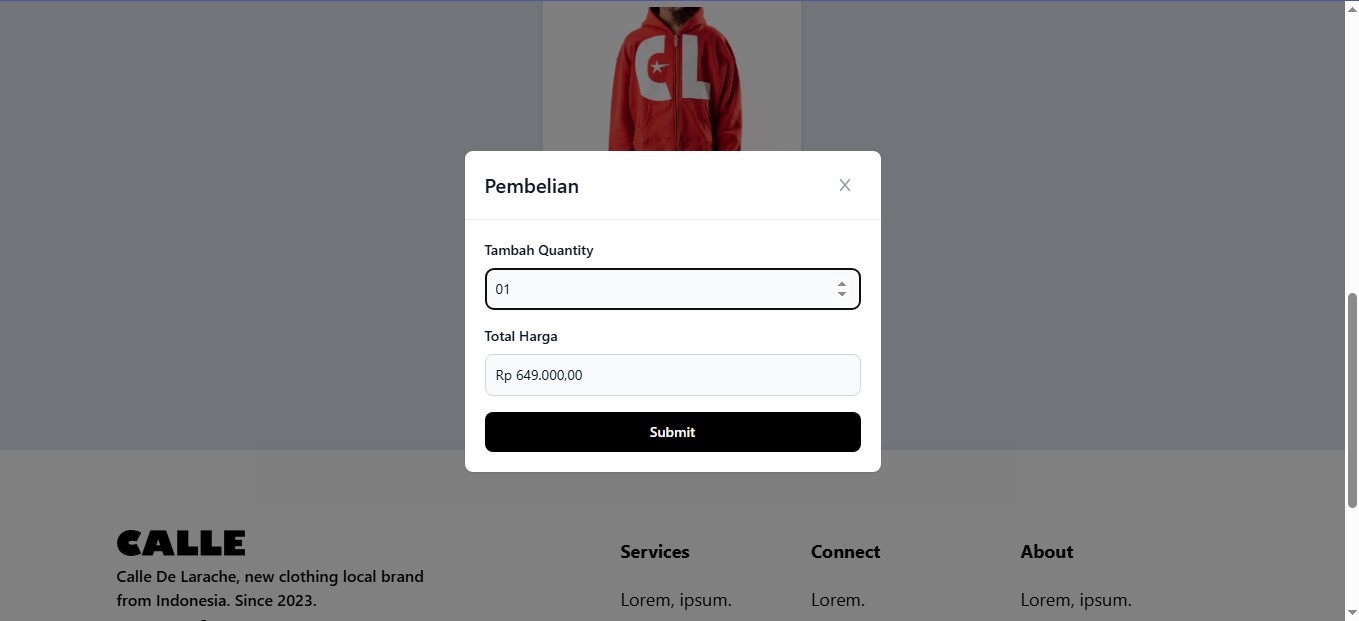 CL
Pembelian
X
Tambah Quantity
01
Total Harga
Rp 649.000,00
Submit
CALLE
Calle De Larache, new clothing local brand
from Indonesia. Since 2023.
Services
Lorem, ipsum.
Connect
Lorem.
About
Lorem, ipsum.